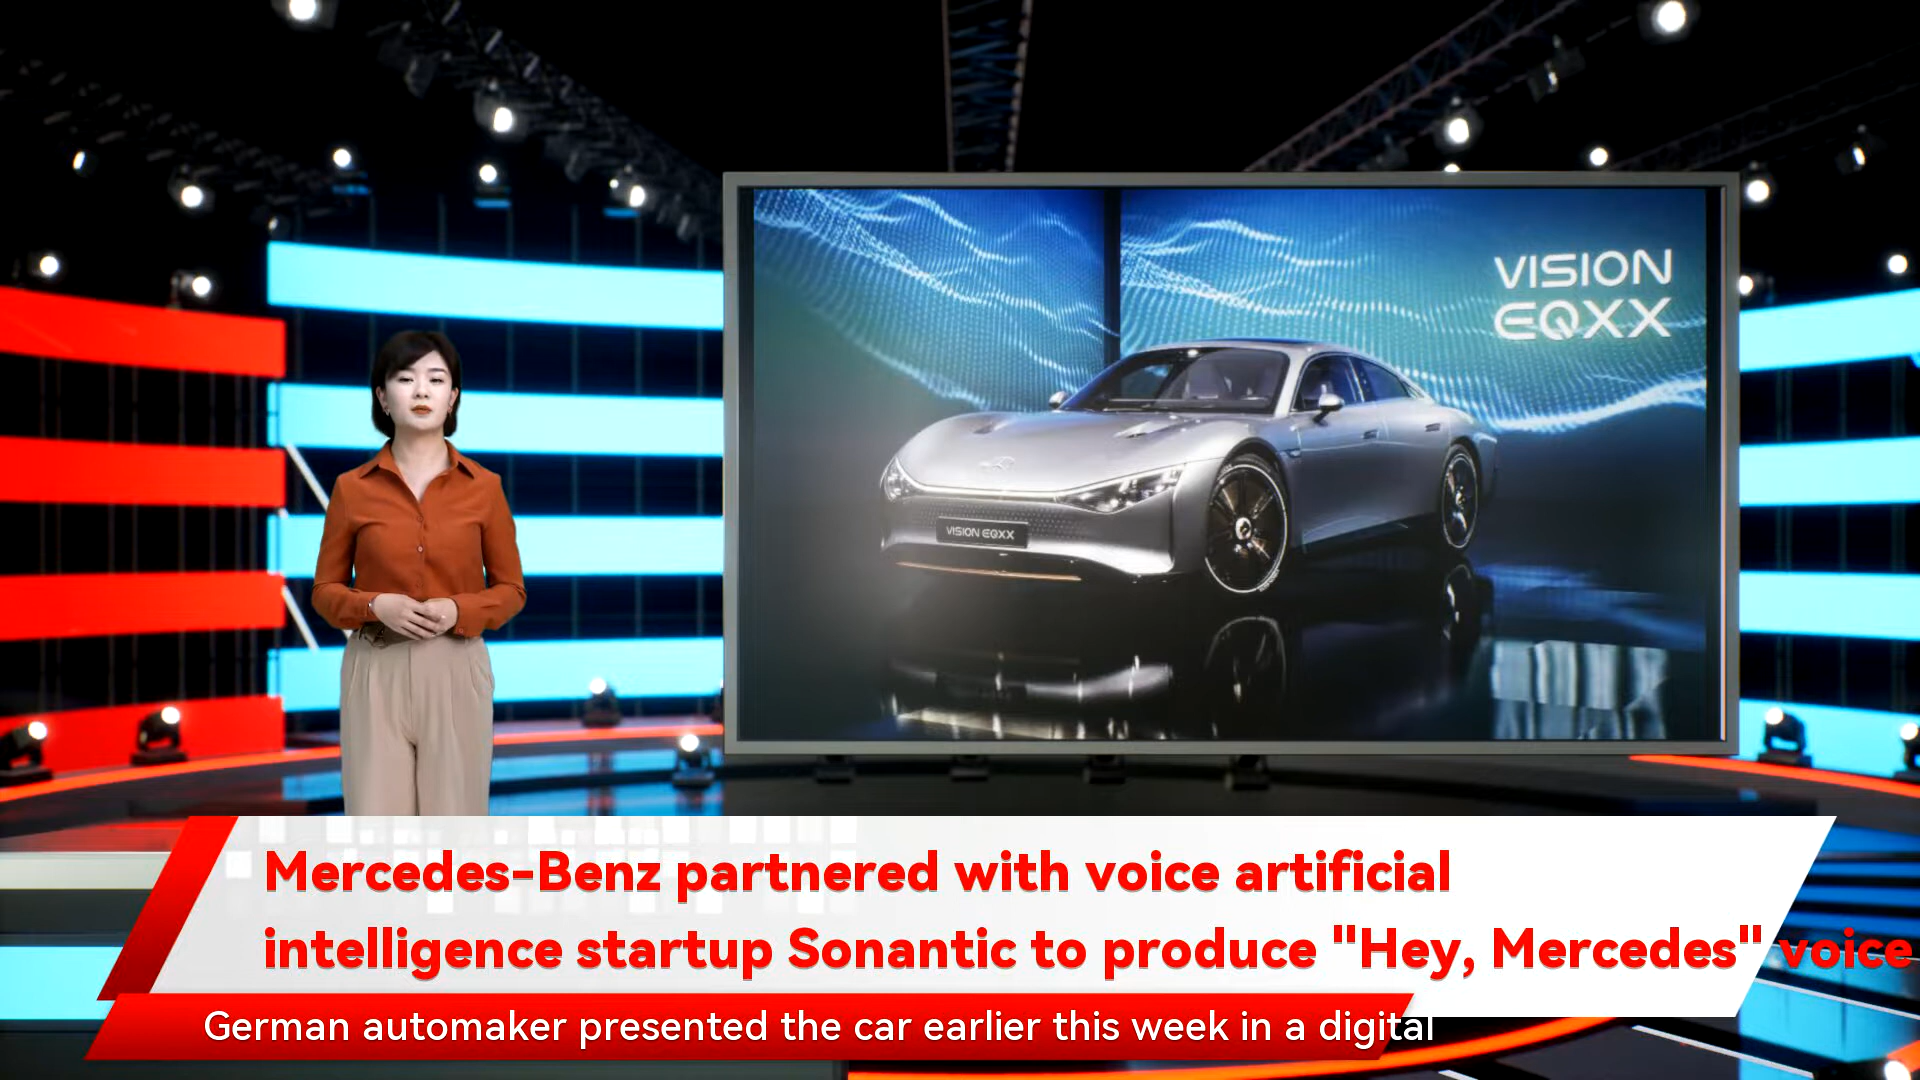 VISION
EQXX
VISION EQXX
Mercedes-Benz partnered with voice artificial
intelligence startup Sonantic to produce "Hey, Mercedes" voice
German automaker presented the car earlier this week in a digital